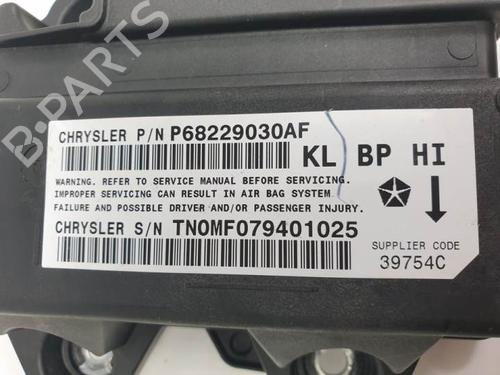 B-PARTS
CHRYSLER P/N P68229030AF
KL BP HI
WARNING. REFER TO SERVICE MANUAL BEFORE SERVICING.
IMPROPER SERVICING CAN RESULT IN AIR BAG SYSTEM
FAILURE AND POSSIBLE DRIVER AND/OR PASSENGER INJURY.
CHRYSLER S/N TN0MF079401025
SUPPLIER CODE
39754C